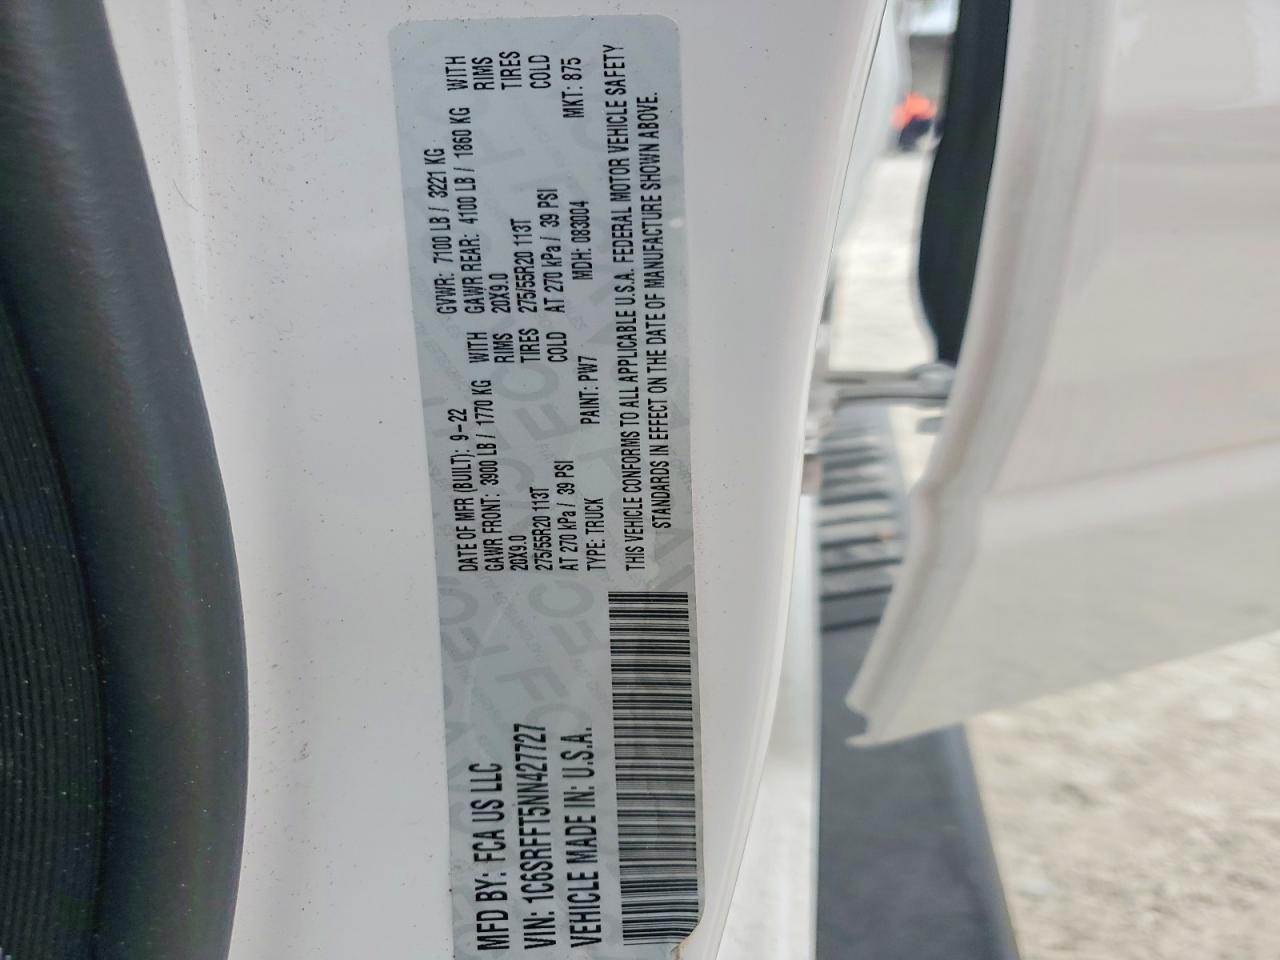 MFD BY: FCA US LLC
DATE OF MFR (BUILT): 9-22
GVWR: 7100 LB / 3221 KG
GAWR FRONT: 3900 LB / 1770 KG WITH
GAWR REAR: 4100 LB / 1860 KG WITH
20X9.0 RIMS
20X9.0 RIMS
275/55R20 113T TIRES
275/55R20 113T TIRES
AT 270 kPa / 39 PSI COLD
AT 270 kPa / 39 PSI COLD
VIN: 1C6SRFFT5NN427727
TYPE: TRUCK
PAINT: PW7
MDH: 083004
MKT: 875
VEHICLE MADE IN: U.S.A.
THIS VEHICLE CONFORMS TO ALL APPLICABLE U.S.A. FEDERAL MOTOR VEHICLE SAFETY
STANDARDS IN EFFECT ON THE DATE OF MANUFACTURE SHOWN ABOVE.